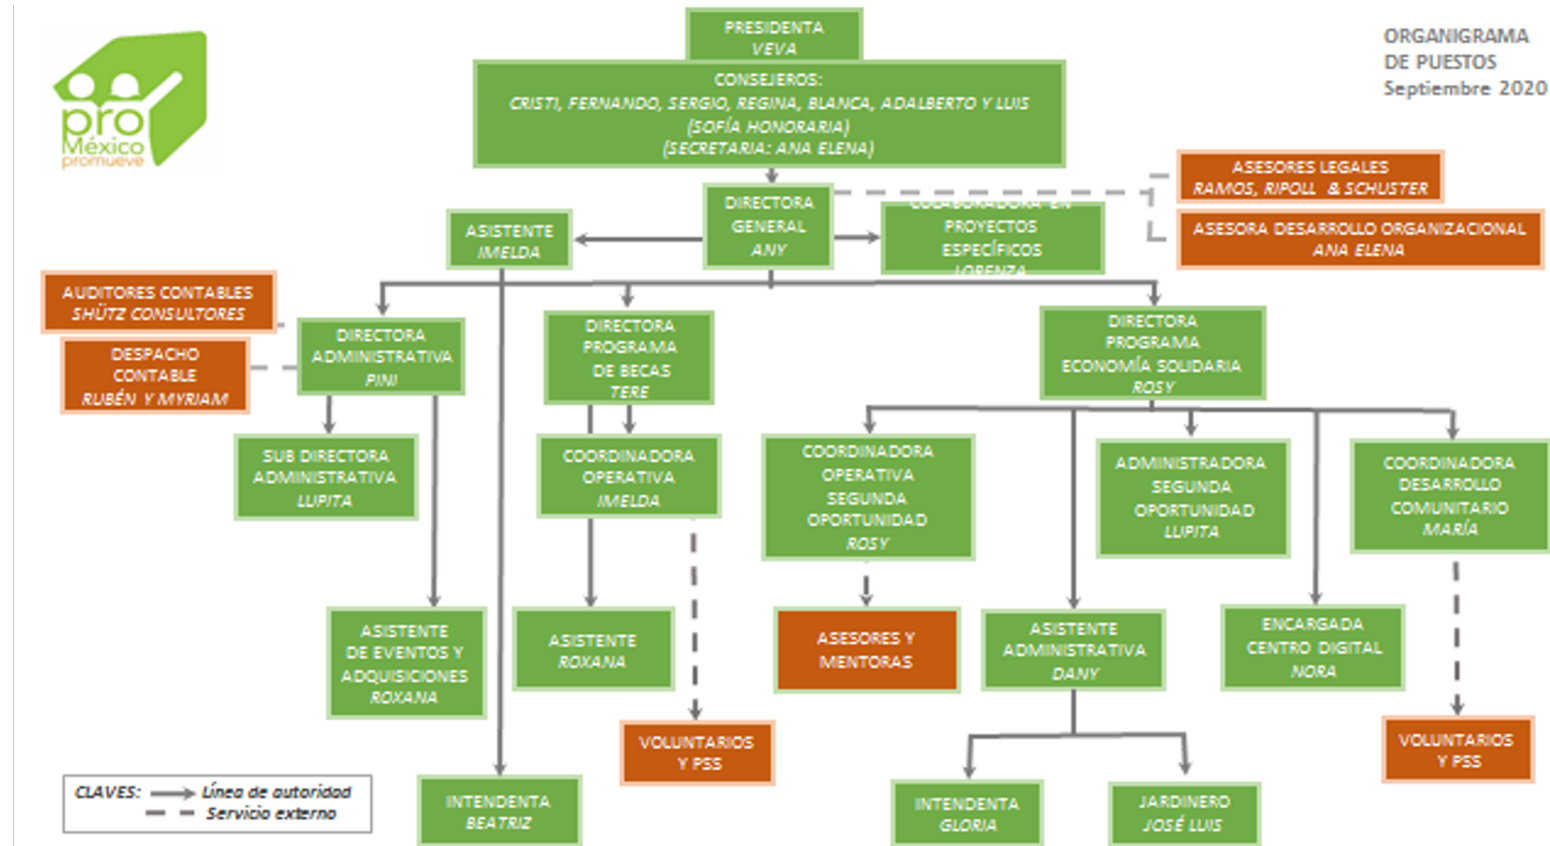 pro
México
promueve
ORGANIGRAMA
DE PUESTOS
Septiembre 2020
PRESIDENTA
VEVA
CONSEJEROS:
CRISTI, FERNANDO, SERGIO, REGINA, BLANCA, ADALBERTO Y LUIS
(SOFÍA HONORARIA)
(SECRETARIA: ANA ELENA)
ASESORES LEGALES
RAMOS, RIPOLL & SCHUSTER
ASESORA DESARROLLO ORGANIZACIONAL
ANA ELENA
DIRECTORA
GENERAL
ANY
ASISTENTE
IMELDA
COLABORADORA EN
PROYECTOS
ESPECÍFICOS
LORENZA
AUDITORES CONTABLES
SHÜTZ CONSULTORES
DESPACHO
CONTABLE
RUBÉN Y MYRIAM
DIRECTORA
ADMINISTRATIVA
PINI
DIRECTORA
PROGRAMA
DE BECAS
TERE
DIRECTORA
PROGRAMA
ECONOMÍA SOLIDARIA
ROSY
SUB DIRECTORA
ADMINISTRATIVA
LUPITA
COORDINADORA
OPERATIVA
IMELDA
COORDINADORA
OPERATIVA
SEGUNDA
OPORTUNIDAD
ROSY
ADMINISTRADORA
SEGUNDA
OPORTUNIDAD
LUPITA
COORDINADORA
DESARROLLO
COMUNITARIO
MARÍA
ASISTENTE
DE EVENTOS Y
ADQUISICIONES
ROXANA
ASISTENTE
ROXANA
ASESORES Y
MENTORAS
ASISTENTE
ADMINISTRATIVA
DANY
ENCARGADA
CENTRO DIGITAL
NORA
VOLUNTARIOS
Y PSS
VOLUNTARIOS
Y PSS
INTENDENTA
BEATRIZ
INTENDENTA
GLORIA
JARDINERO
JOSÉ LUIS
CLAVES: Línea de autoridad
Servicio externo